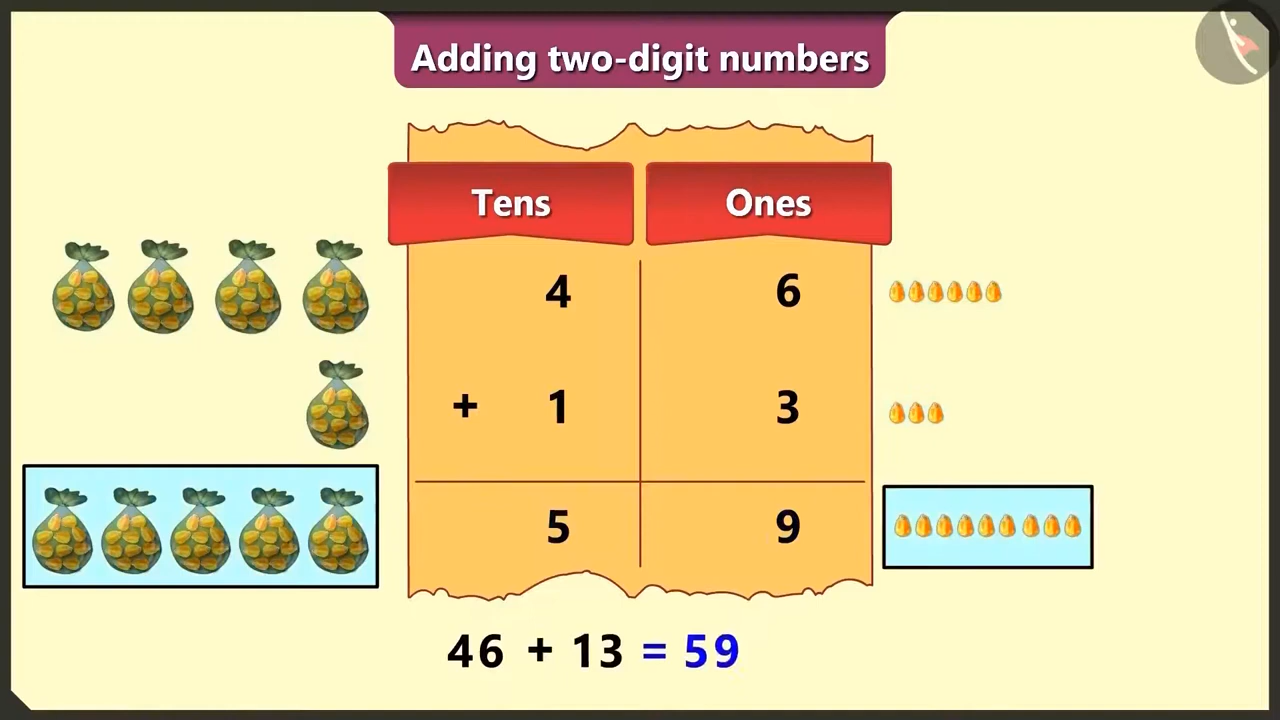 Adding two-digit numbers
Tens Ones
4 6
+ 1 3
5 9
46 + 13 = 59